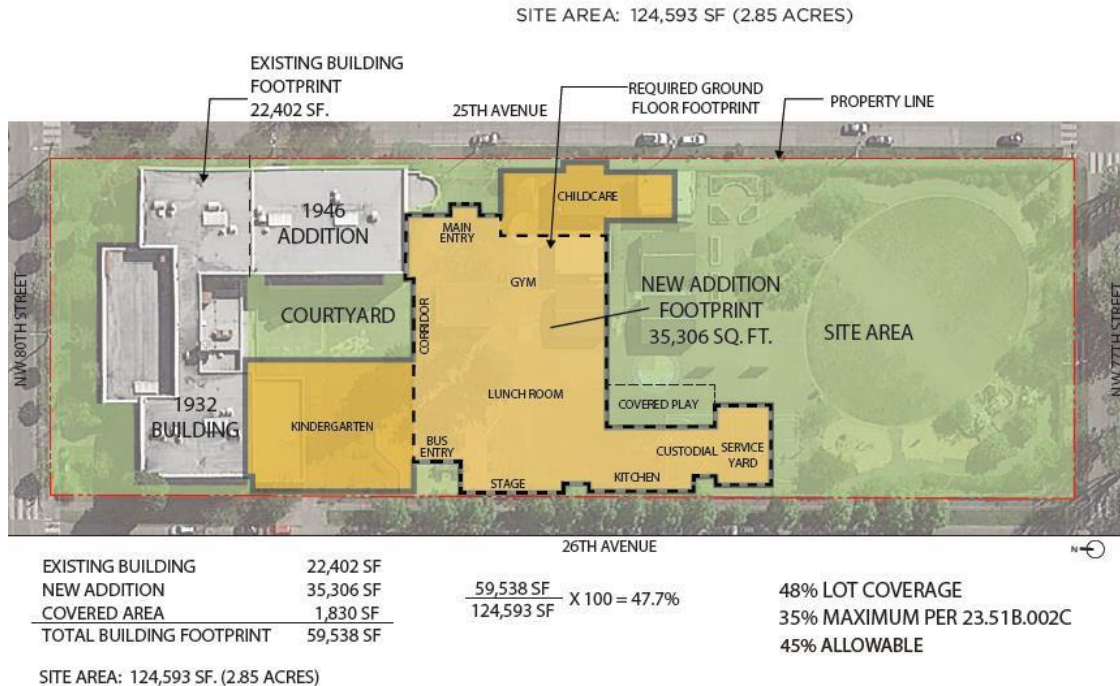 SITE AREA: 124,593 SF (2.85 ACRES)
EXISTING BUILDING
FOOTPRINT
22,402 SF.
25TH AVENUE
REQUIRED GROUND
FLOOR FOOTPRINT
PROPERTY LINE
CHILDCARE
1946
ADDITION
MAIN
ENTRY
GYM
NEW ADDITION
FOOTPRINT
35,306 SQ. FT.
COURTYARD
CORRIDOR
SITE AREA
NW 80TH STREET
NW 77TH STREET
LUNCH ROOM
COVERED PLAY
1932
BUILDING
KINDERGARTEN
BUS
ENTRY
CUSTODIAL
SERVICE
YARD
KITCHEN
STAGE
26TH AVENUE
N
EXISTING BUILDING 22,402 SF
NEW ADDITION 35,306 SF
COVERED AREA 1,830 SF
TOTAL BUILDING FOOTPRINT 59,538 SF
59,538 SF
124,593 SF
X 100 = 47.7%
48% LOT COVERAGE
35% MAXIMUM PER 23.51B.002C
45% ALLOWABLE
SITE AREA: 124,593 SF. (2.85 ACRES)